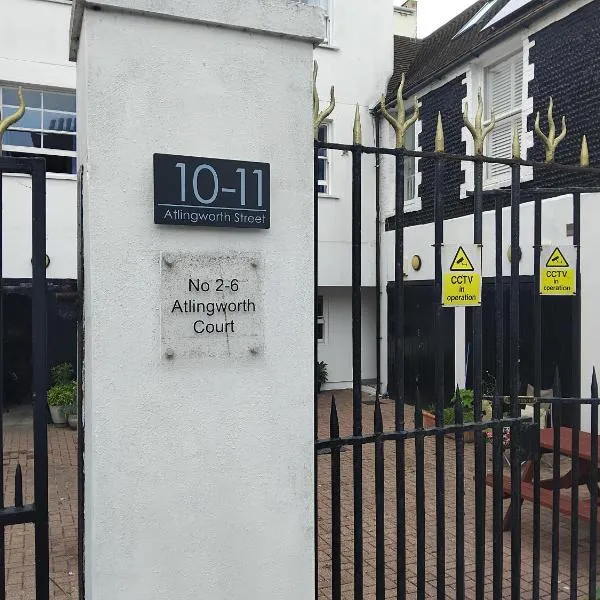 10-11
Atlingworth Street
No 2-6
Atlingworth
Court
CCTV
in
operation
CCTV
in
operation